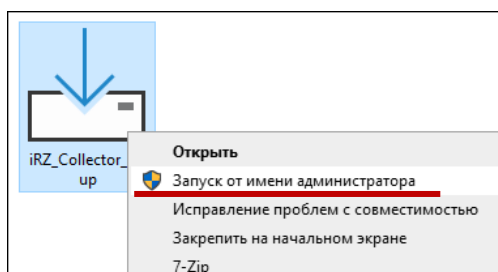 iRZ_Collector_
up
Открыть
Запуск от имени администратора
Исправление проблем с совместимостью
Закрепить на начальном экране
7-Zip